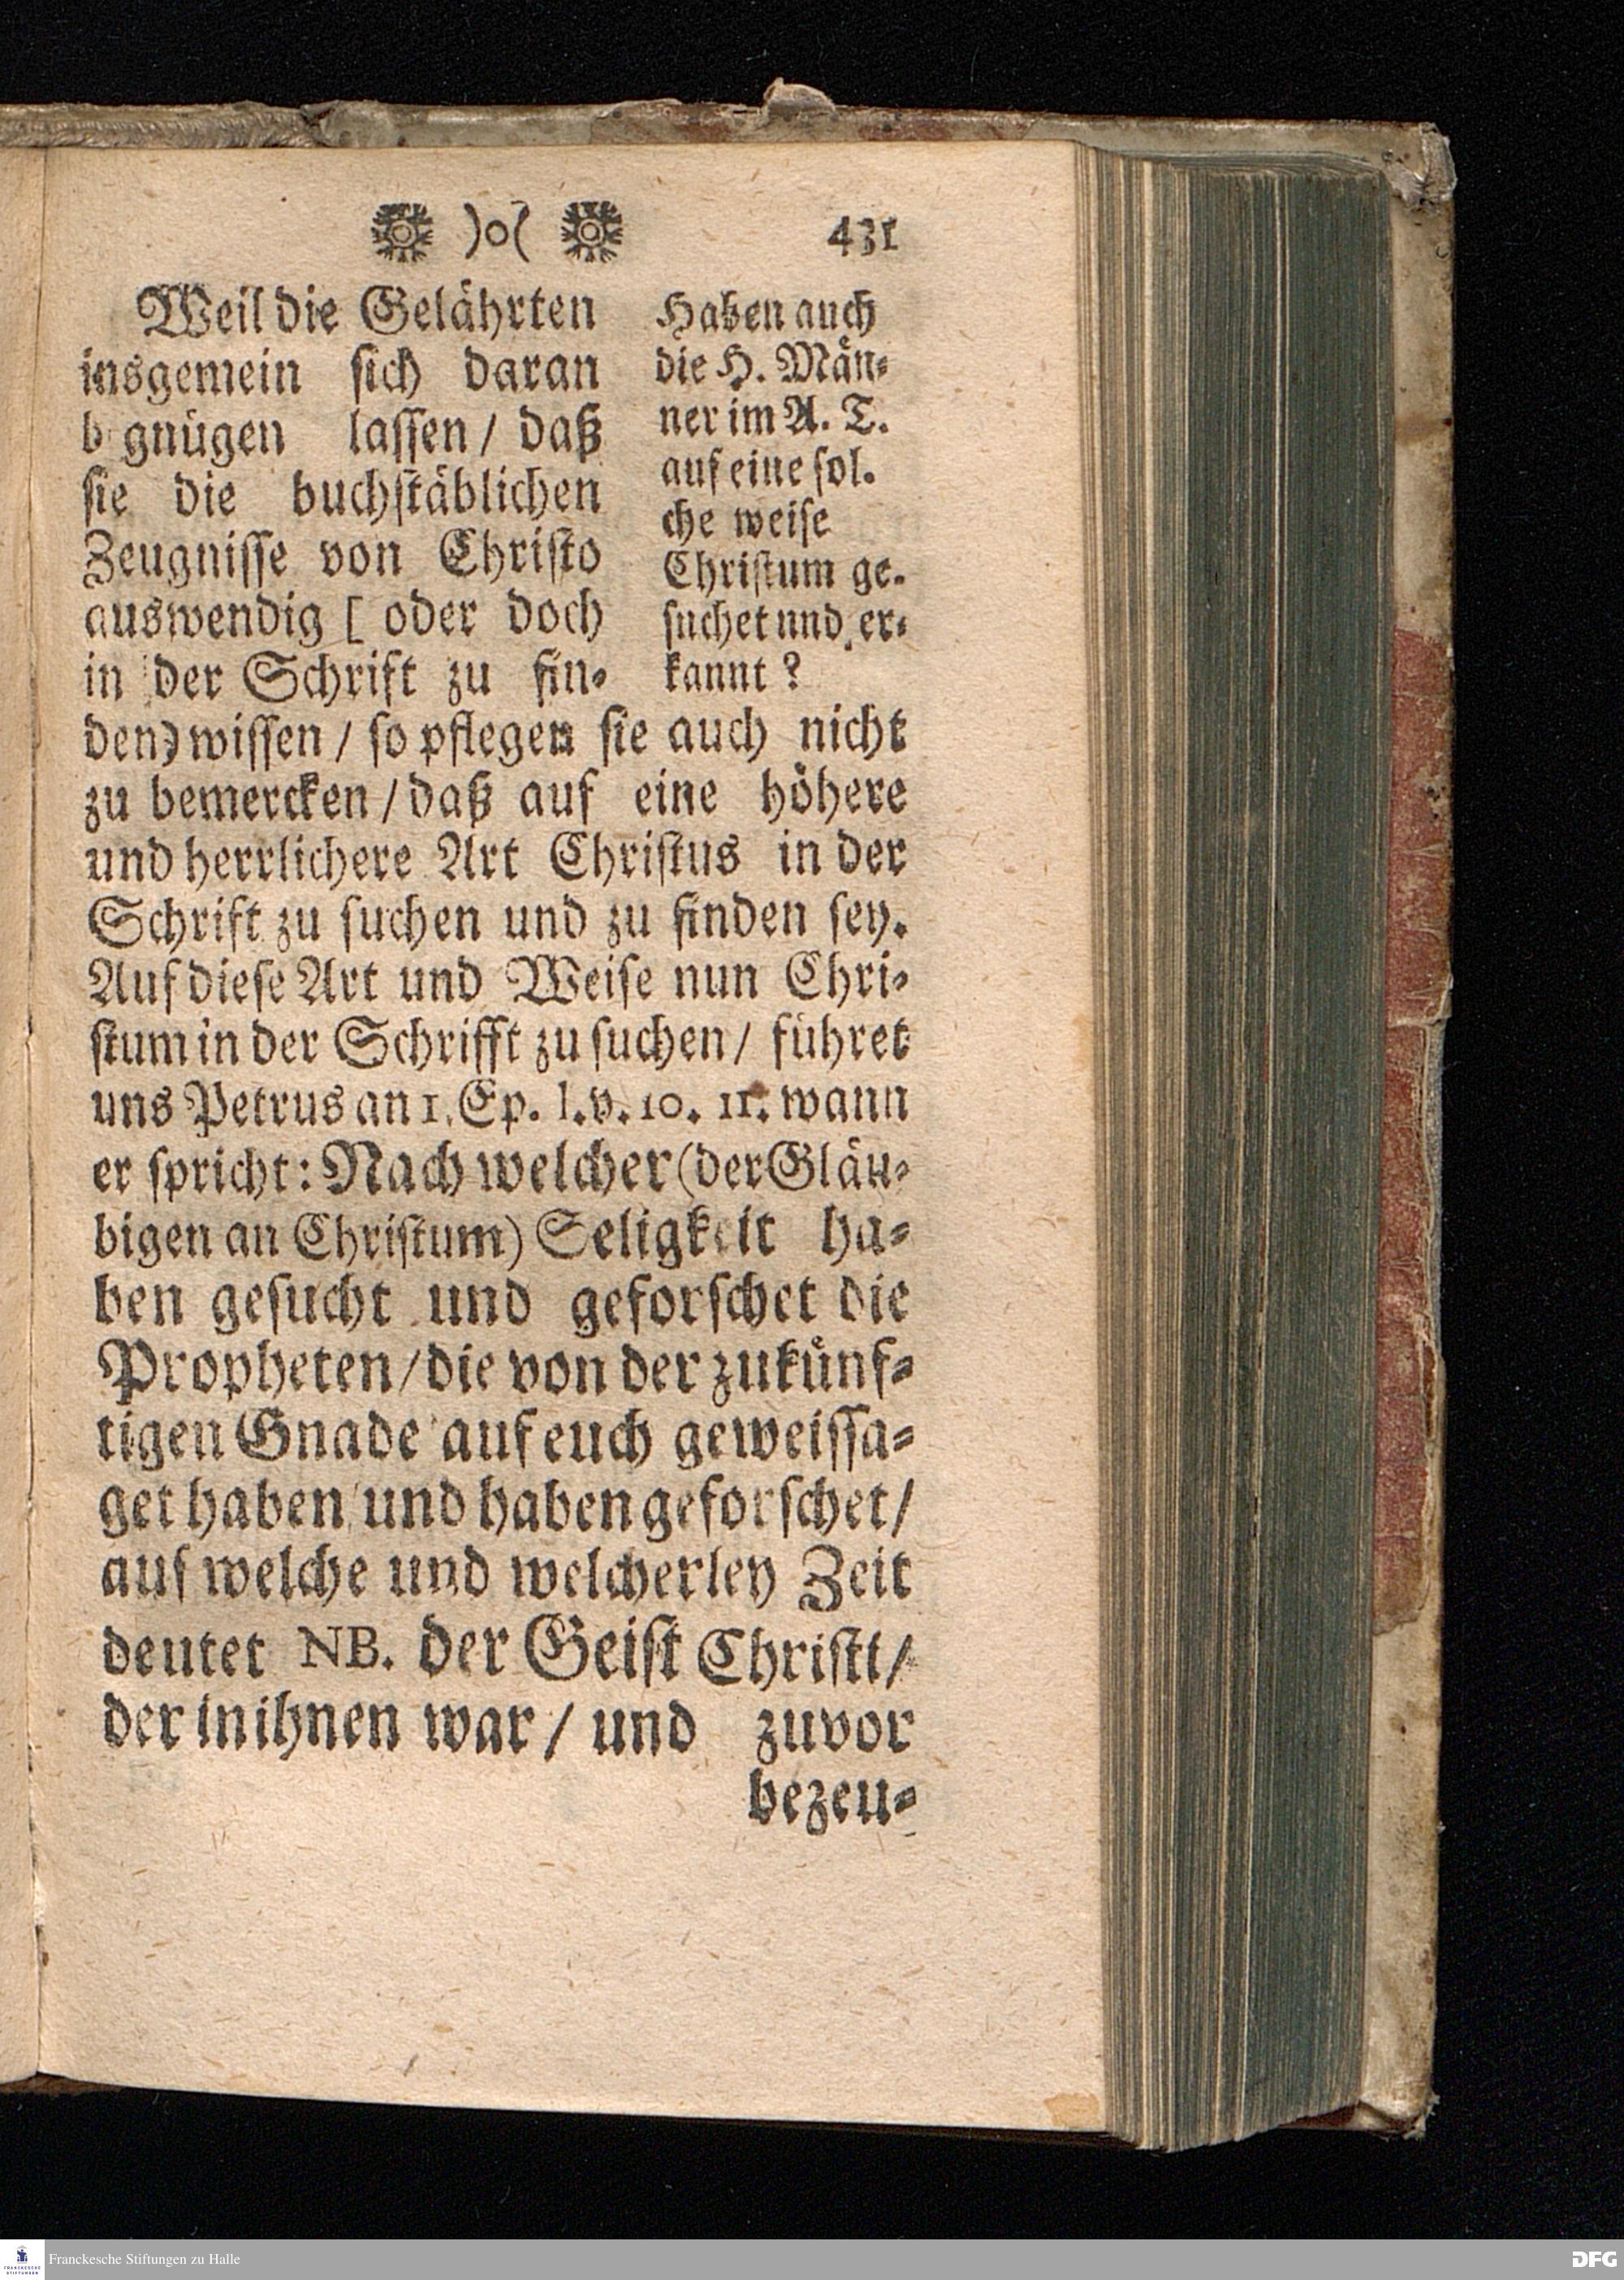 )o( 431
Weil die Gelährten
insgemein sich daran
b gnügen lassen / daß
sie die buchstäblichen
Zeugnisse von Christo
auswendig [ oder doch
in der Schrift zu fin-
Haben auch
die H. Män-
ner im A. T.
auf eine sol.
che weise
Christum ge-
suchet und er-
kannt ?
den) wissen / so pflegen sie auch nicht
zu bemercken / daß auf eine höhere
und herrlichere Art Christus in der
Schrift zu suchen und zu finden sey.
Auf diese Art und Weise nun Chri-
stum in der Schrifft zu suchen / führet
uns Petrus an 1. Ep. l. v. 10. 11. wann
er spricht: Nach welcher (der Gläu-
bigen an Christum) Seligkeit ha-
ben gesucht und geforschet die
Propheten / die von der zukünf-
tigen Gnade auf euch geweissa-
get haben und haben geforschet /
auf welche und welcherley Zeit
deutet NB. der Geist Christi /
der in ihnen war / und zuvor
bezeu-
Franckesche Stiftungen zu Halle
DFG